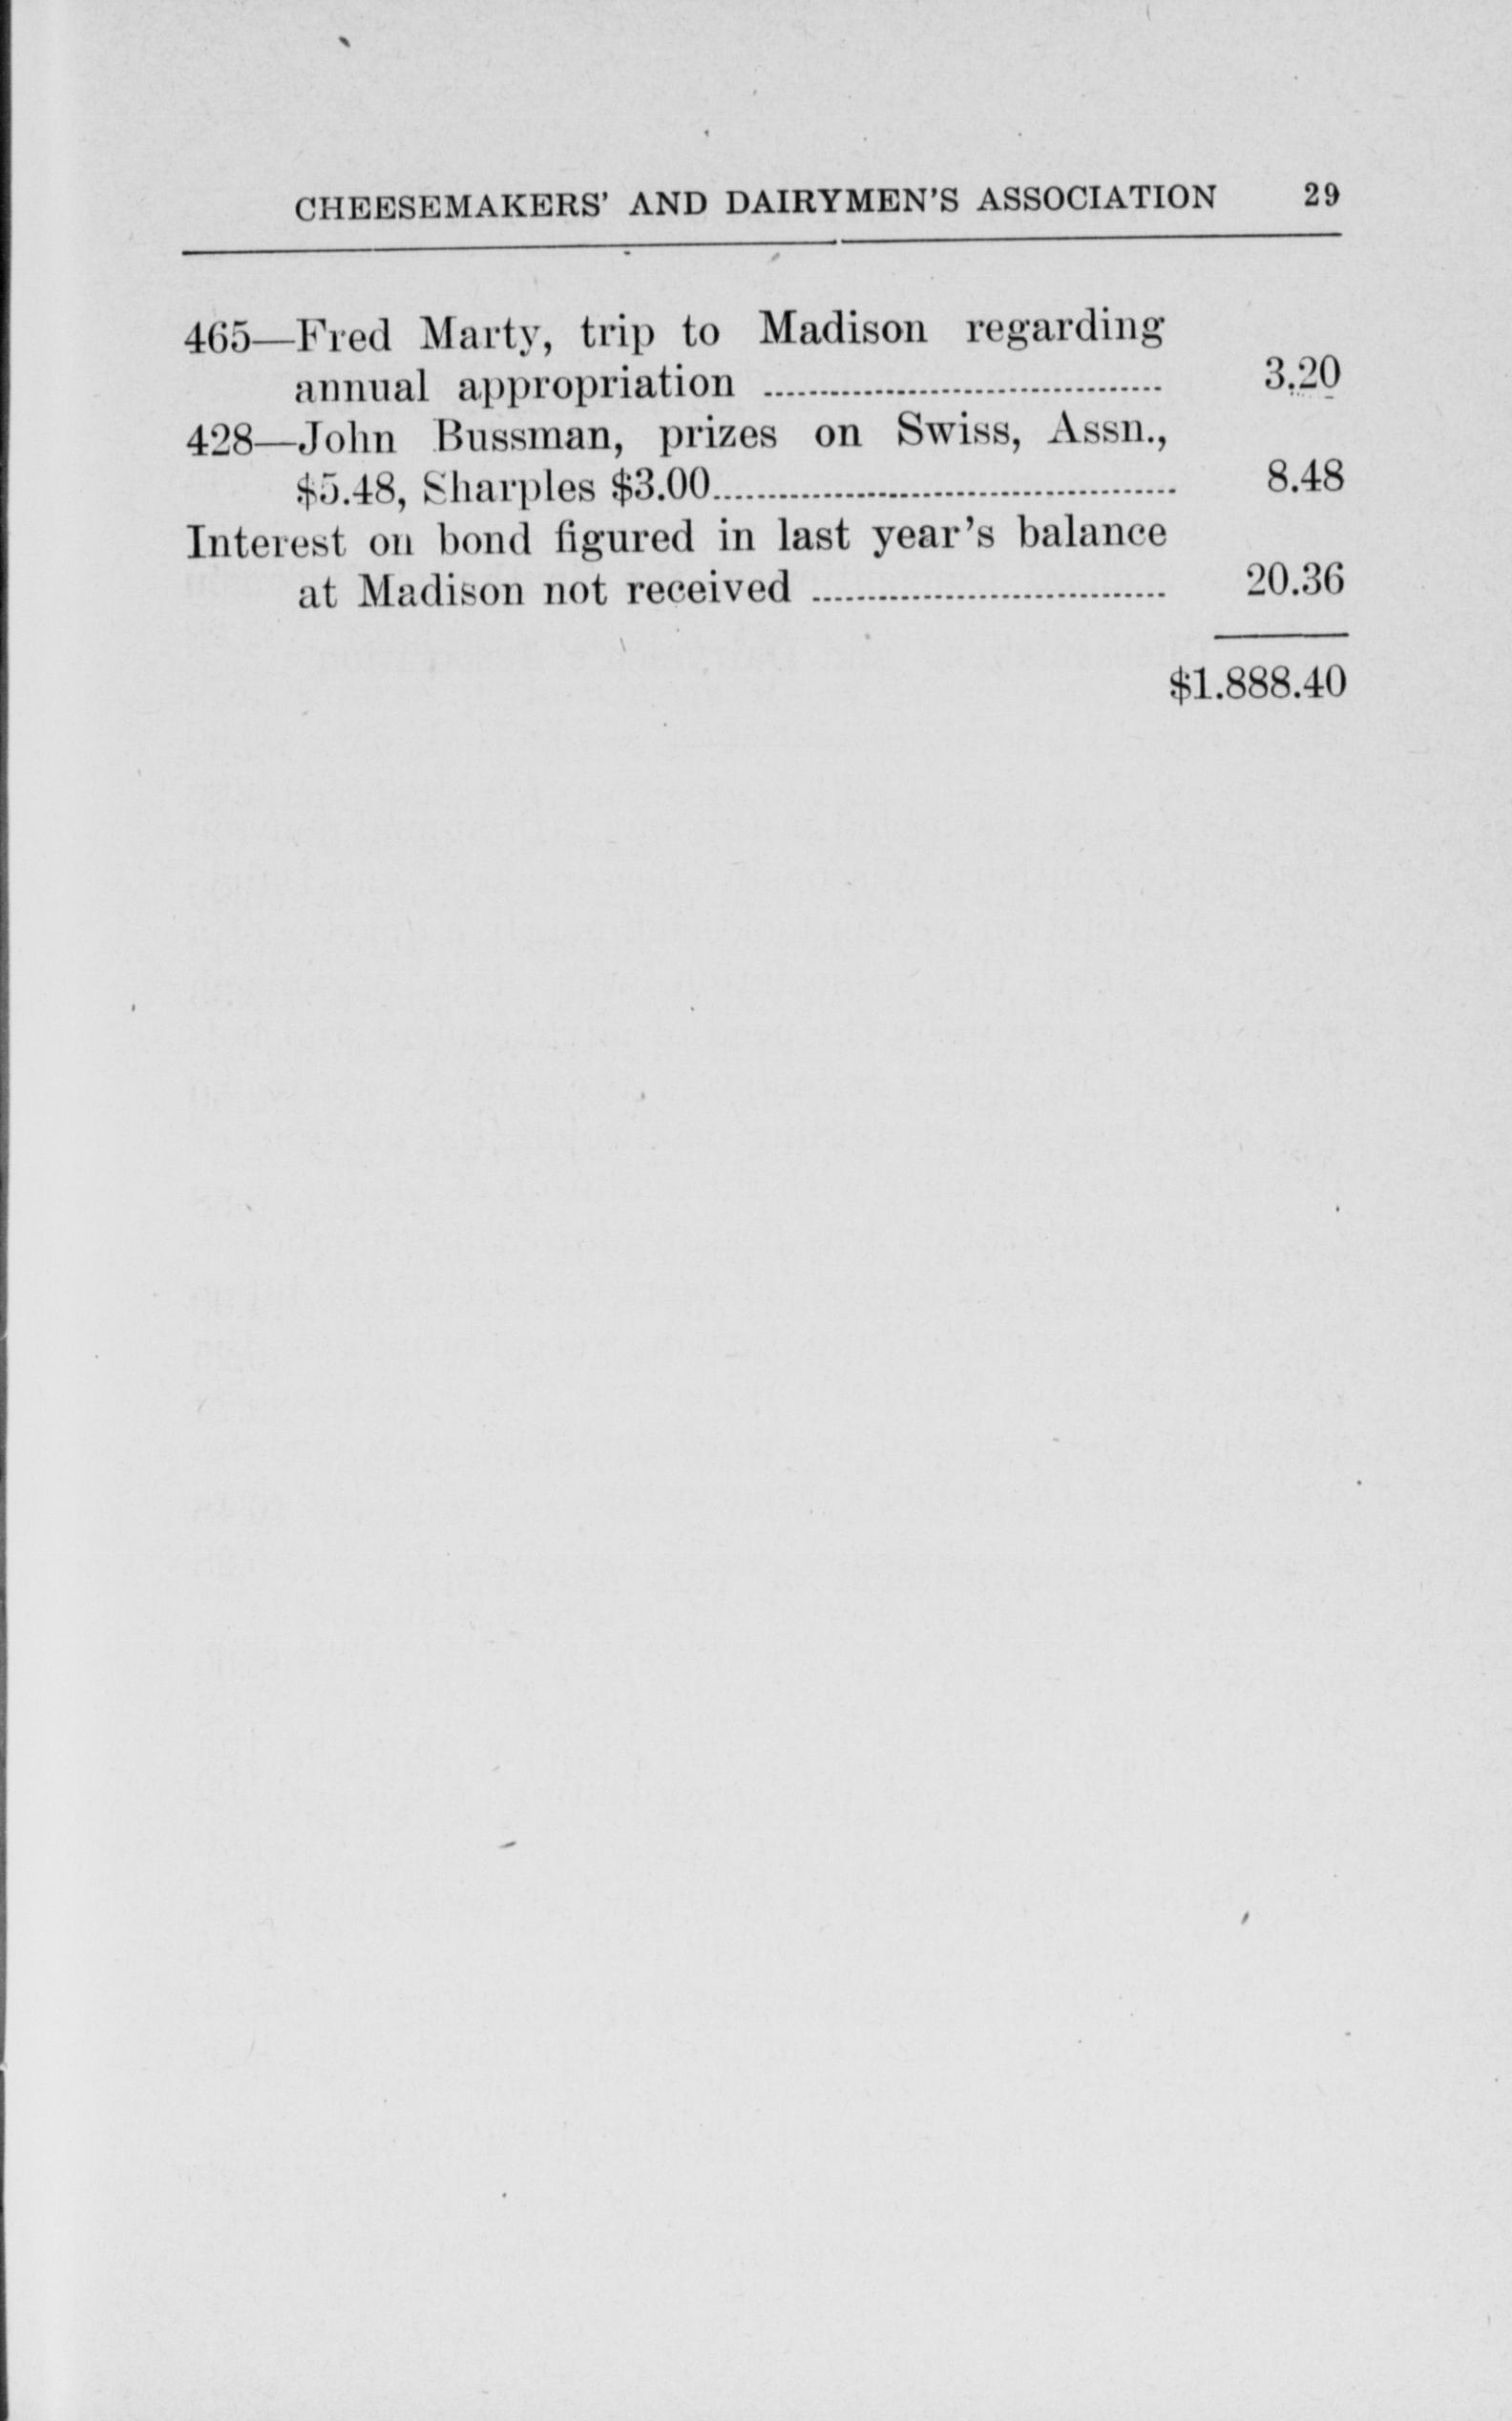 CHEESEMAKERS' AND DAIRYMEN'S ASSOCIATION 29
465—Fred Marty, trip to Madison regarding
annual appropriation ........................................ 3.20
428—John Bussman, prizes on Swiss, Assn.,
$5.48, Sharples $3.00............................................... 8.48
Interest on bond figured in last year's balance
at Madison not received .................................... 20.36
$1.888.40